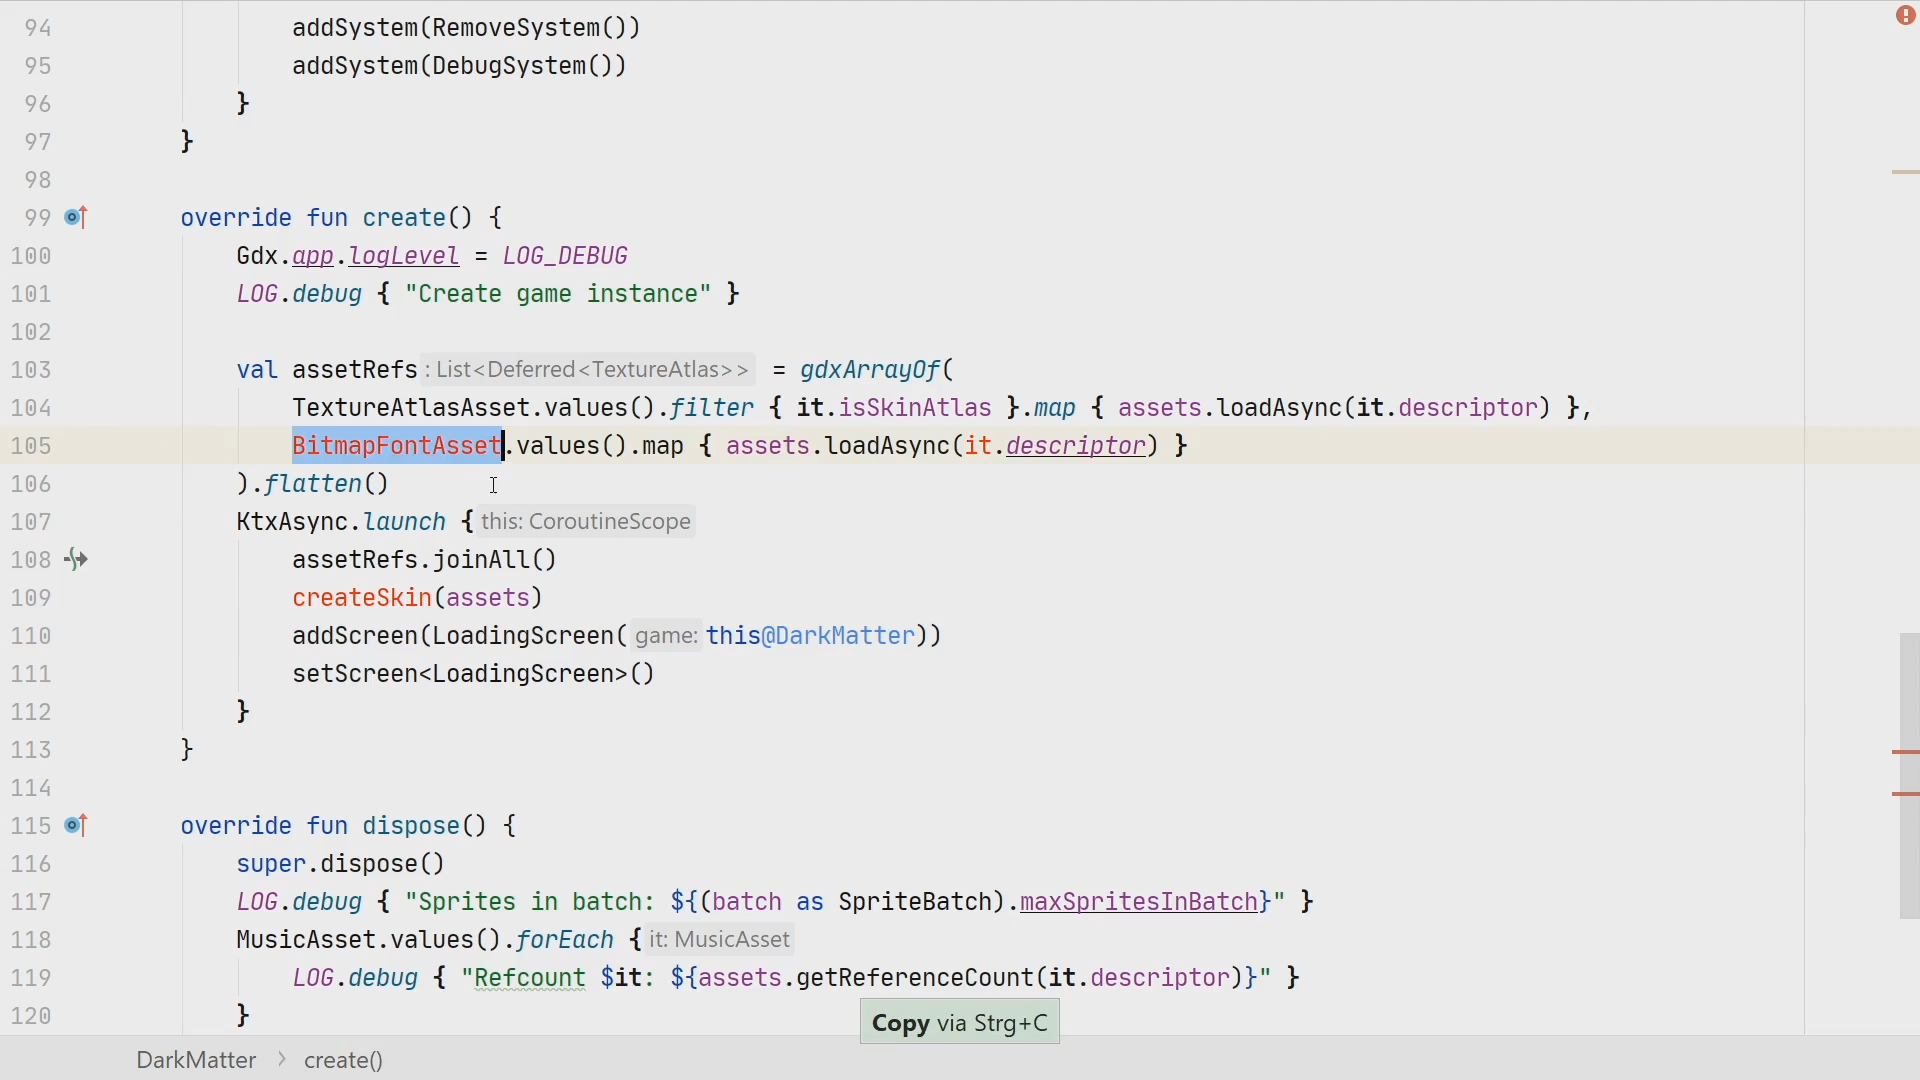 94 addSystem(RemoveSystem())
95 addSystem(DebugSystem())
96 }
97 }
98
99 override fun create() {
100 Gdx.app.logLevel = LOG_DEBUG
101 LOG.debug { "Create game instance" }
102
103 val assetRefs : List<Deferred<TextureAtlas>> = gdxArrayOf(
104 TextureAtlasAsset.values().filter { it.isSkinAtlas }.map { assets.loadAsync(it.descriptor) },
105 BitmapFontAsset.values().map { assets.loadAsync(it.descriptor) }
106 ).flatten()
107 KtxAsync.launch { this: CoroutineScope
108 assetRefs.joinAll()
109 createSkin(assets)
110 addScreen(LoadingScreen( game: this@DarkMatter))
111 setScreen<LoadingScreen>()
112 }
113 }
114
115 override fun dispose() {
116 super.dispose()
117 LOG.debug { "Sprites in batch: ${(batch as SpriteBatch).maxSpritesInBatch}" }
118 MusicAsset.values().forEach { it: MusicAsset
119 LOG.debug { "Refcount $it: ${assets.getReferenceCount(it.descriptor)}" }
120 }
Copy via Strg+C
DarkMatter > create()